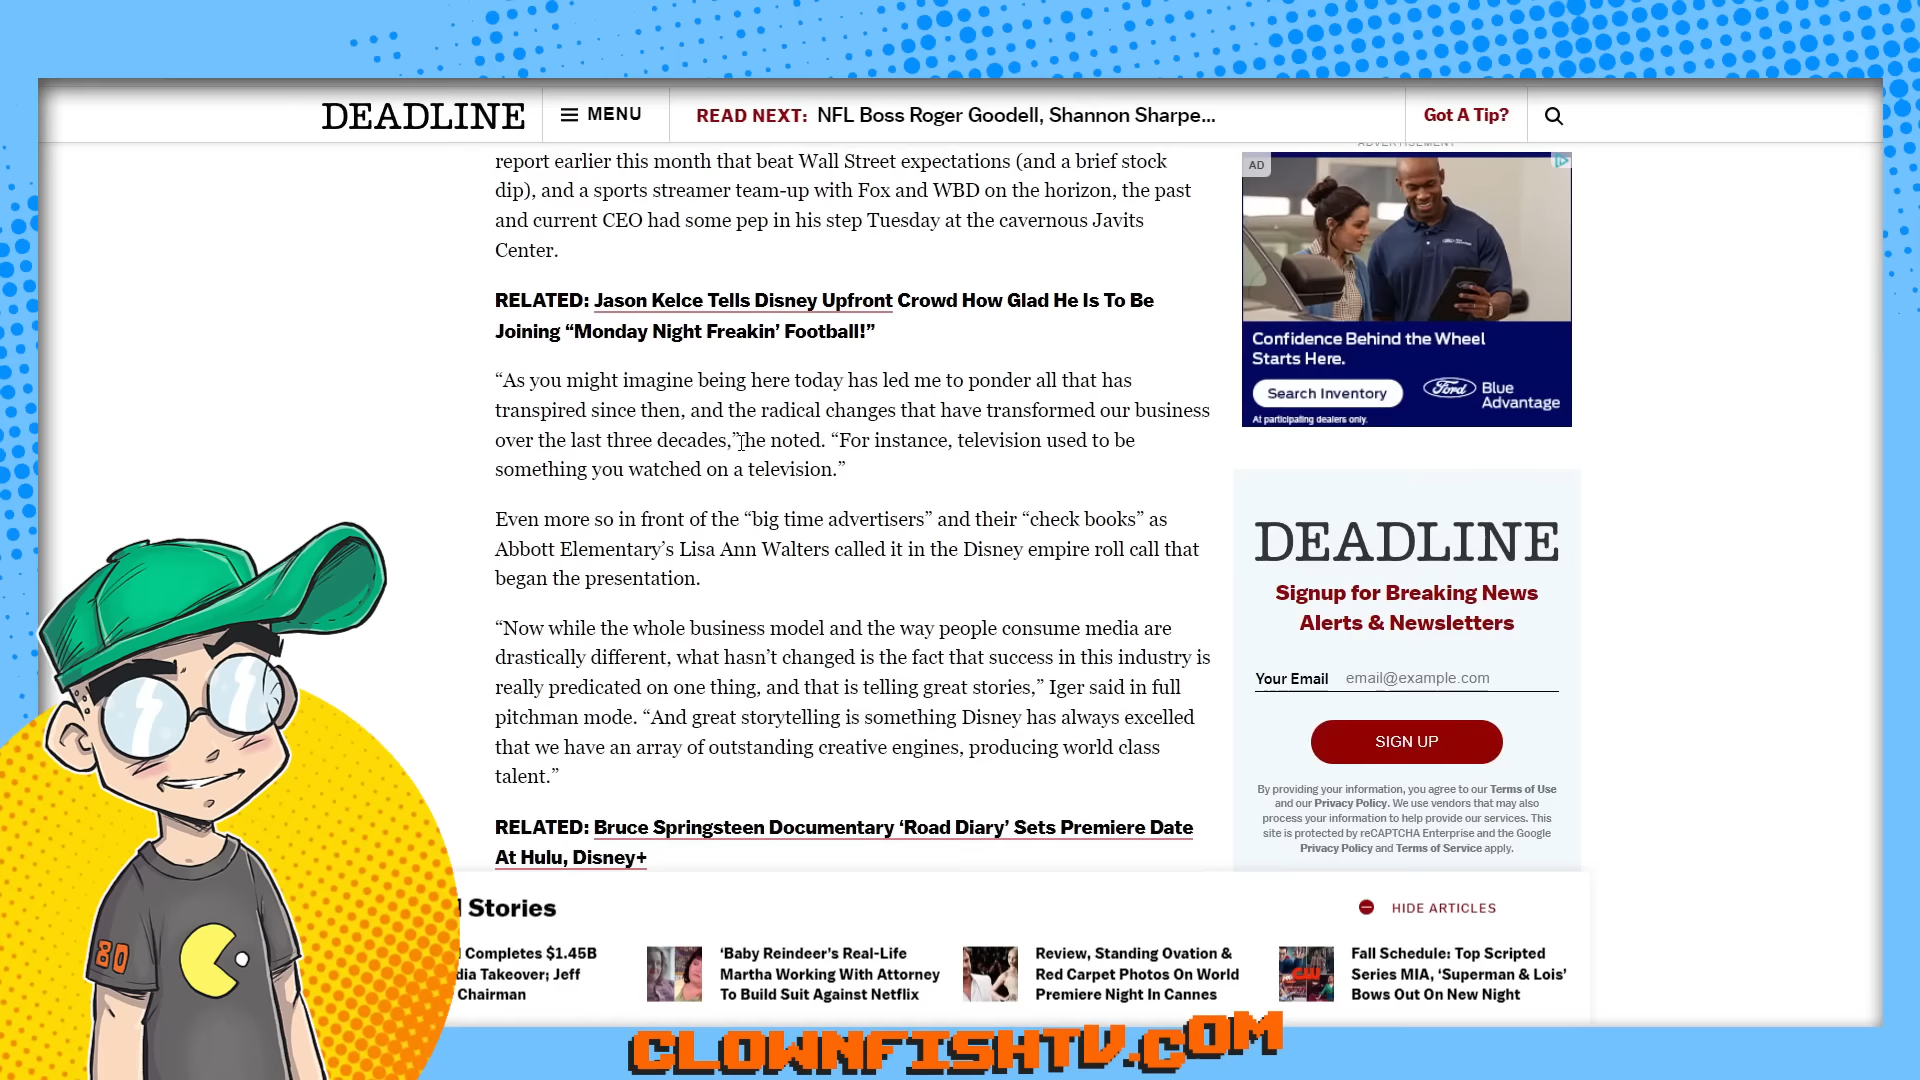 DEADLINE
MENU
READ NEXT: NFL Boss Roger Goodell, Shannon Sharpe...
Got A Tip?
report earlier this month that beat Wall Street expectations (and a brief stock
dip), and a sports streamer team-up with Fox and WBD on the horizon, the past
and current CEO had some pep in his step Tuesday at the cavernous Javits
Center.
RELATED: Jason Kelce Tells Disney Upfront Crowd How Glad He Is To Be
Joining “Monday Night Freakin’ Football!”
“As you might imagine being here today has led me to ponder all that has
transpired since then, and the radical changes that have transformed our business
over the last three decades,” he noted. “For instance, television used to be
something you watched on a television.”
Even more so in front of the “big time advertisers” and their “check books” as
Abbott Elementary’s Lisa Ann Walters called it in the Disney empire roll call that
began the presentation.
“Now while the whole business model and the way people consume media are
drastically different, what hasn’t changed is the fact that success in this industry is
really predicated on one thing, and that is telling great stories,” Iger said in full
pitchman mode. “And great storytelling is something Disney has always excelled
that we have an array of outstanding creative engines, producing world class
talent.”
RELATED: Bruce Springsteen Documentary ‘Road Diary’ Sets Premiere Date
At Hulu, Disney+
ADVERTISEMENT
AD
Confidence Behind the Wheel
Starts Here.
Search Inventory
Ford
Blue
Advantage
At participating dealers only.
DEADLINE
Signup for Breaking News
Alerts & Newsletters
Your Email email@example.com
SIGN UP
By providing your information, you agree to our Terms of Use
and our Privacy Policy. We use vendors that may also
process your information to help provide our services. This
site is protected by reCAPTCHA Enterprise and the Google
Privacy Policy and Terms of Service apply.
Stories
HIDE ARTICLES
Completes $1.45B
dia Takeover; Jeff
Chairman
‘Baby Reindeer’s Real-Life
Martha Working With Attorney
To Build Suit Against Netflix
Review, Standing Ovation &
Red Carpet Photos On World
Premiere Night In Cannes
CW
Fall Schedule: Top Scripted
Series MIA, ‘Superman & Lois’
Bows Out On New Night
80
CLOWNFISHTV.COM